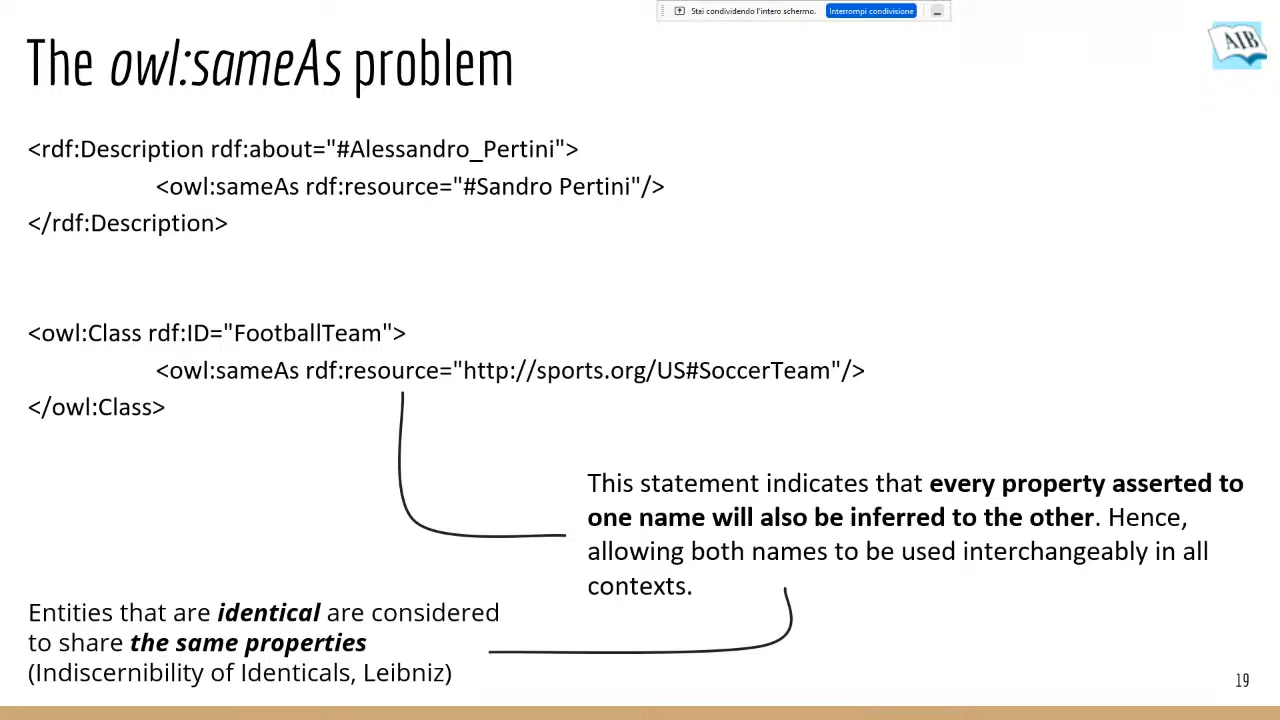 Stai condividendo l'intero schermo. Interrompi condivisione
The owl:sameAs problem
AIB
<rdf:Description rdf:about="#Alessandro_Pertini">
<owl:sameAs rdf:resource="#Sandro Pertini"/>
</rdf:Description>
<owl:Class rdf:ID="FootballTeam">
<owl:sameAs rdf:resource="http://sports.org/US#SoccerTeam"/>
</owl:Class>
This statement indicates that every property asserted to
one name will also be inferred to the other. Hence,
allowing both names to be used interchangeably in all
contexts.
Entities that are identical are considered
to share the same properties
(Indiscernibility of Identicals, Leibniz)
19